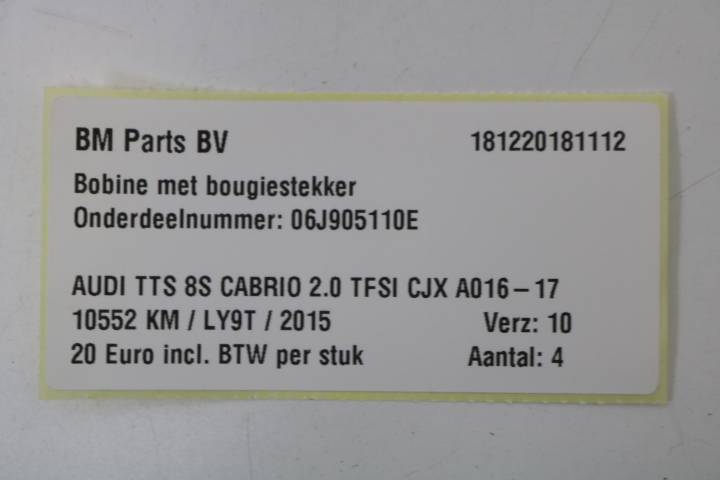 BM Parts BV 181220181112
Bobine met bougiestekker
Onderdeelnummer: 06J905110E
AUDI TTS 8S CABRIO 2.0 TFSI CJX A016-17
10552 KM / LY9T / 2015 Verz: 10
20 Euro incl. BTW per stuk Aantal: 4